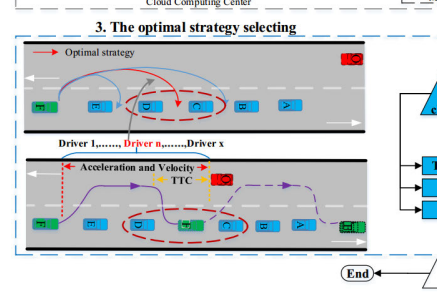 Cloud Computing Center
3. The optimal strategy selecting
Optimal strategy
F E D C B A
Driver 1,......, Driver n,......,Driver x
Acceleration and Velocity
TTC
F E D F C B A
End